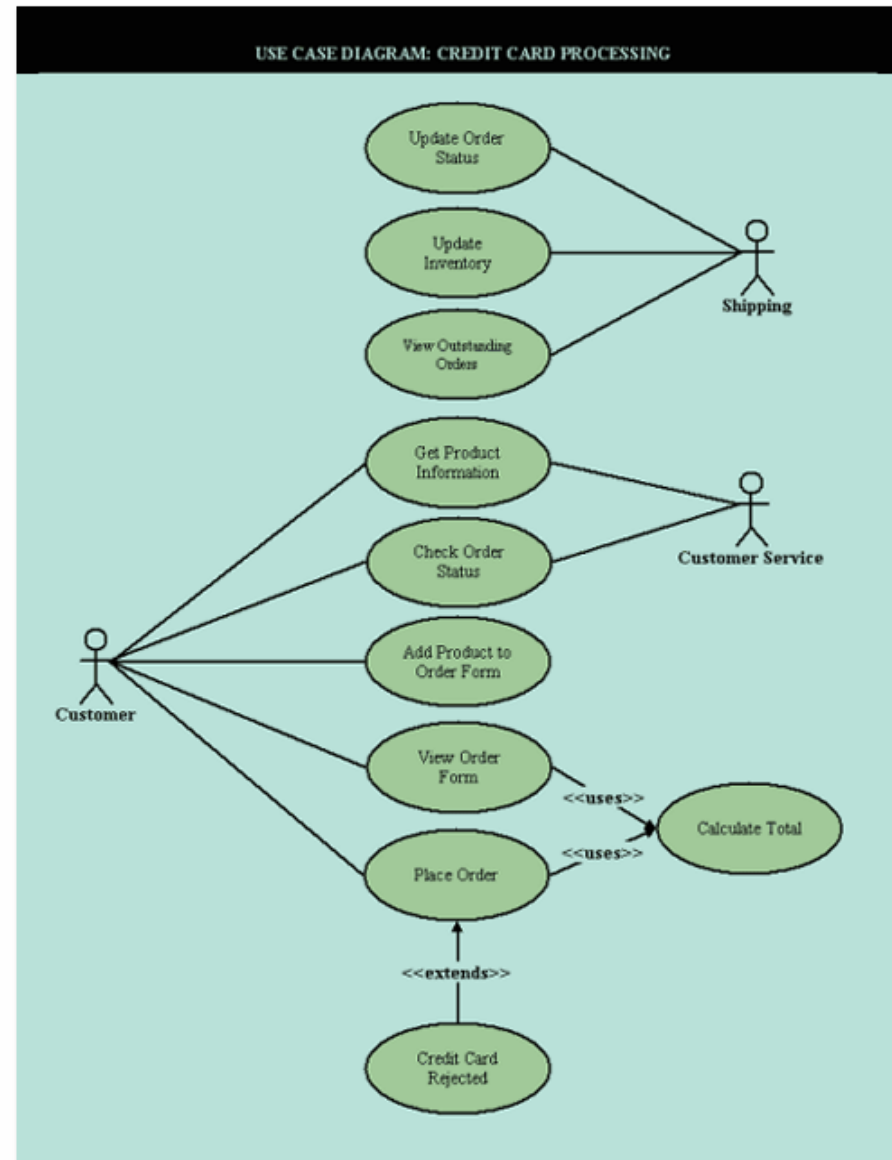 USE CASE DIAGRAM: CREDIT CARD PROCESSING
Update Order
Status
Update
Inventory
Shipping
View Outstanding
Orders
Get Product
Information
Customer Service
Check Order
Status
Add Product to
Order Form
Customer
View Order
Form
<<uses>>
Calculate Total
<<uses>>
Place Order
<<extends>>
Credit Card
Rejected